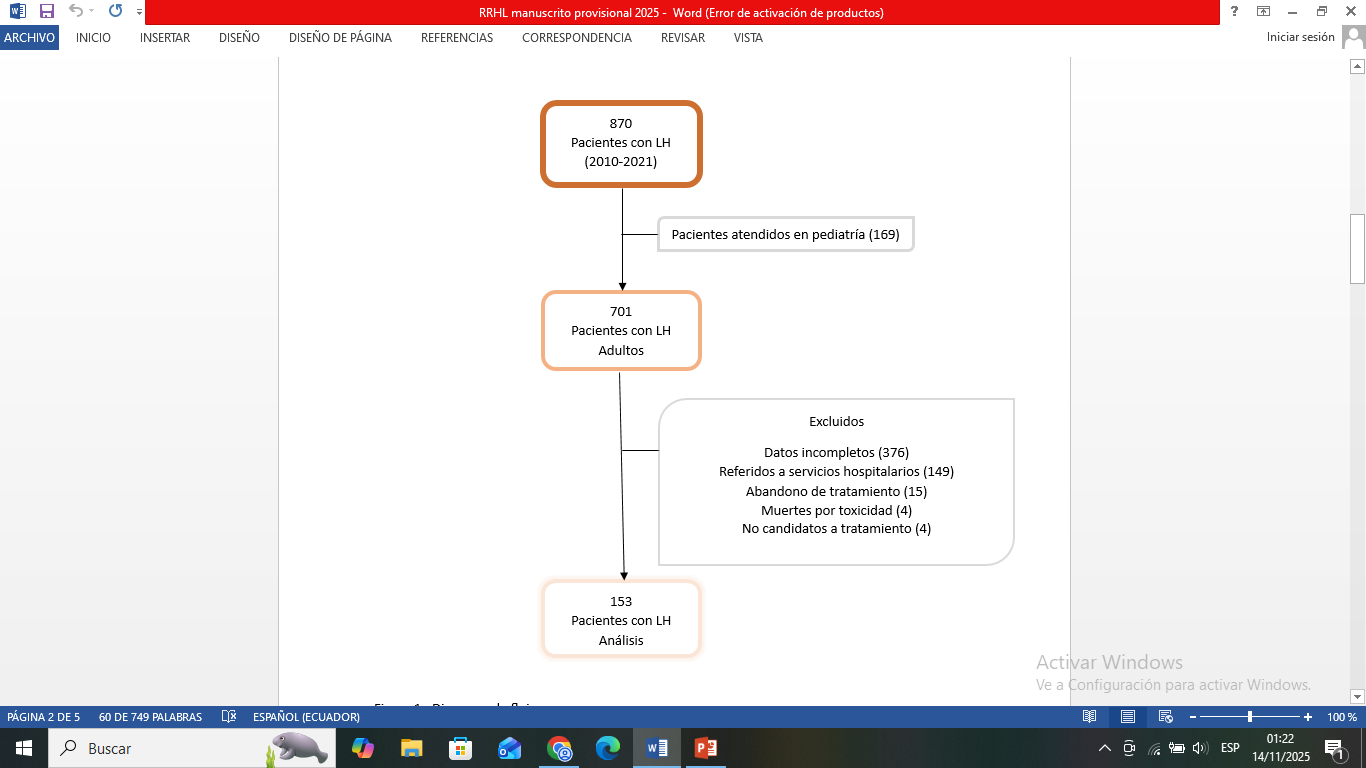 RRHL manuscrito provisional 2025 - Word (Error de activación de productos)
ARCHIVO INICIO INSERTAR DISEÑO DISEÑO DE PÁGINA REFERENCIAS CORRESPONDENCIA REVISAR VISTA Iniciar sesión
870
Pacientes con LH
(2010-2021)
Pacientes atendidos en pediatría (169)
701
Pacientes con LH
Adultos
Excluidos
Datos incompletos (376)
Referidos a servicios hospitalarios (149)
Abandono de tratamiento (15)
Muertes por toxicidad (4)
No candidatos a tratamiento (4)
153
Pacientes con LH
Análisis
Activar Windows
Ve a Configuración para activar Windows.
PÁGINA 2 DE 5 60 DE 749 PALABRAS ESPAÑOL (ECUADOR) 100 %
Buscar
ESP
01:22
14/11/2025
1